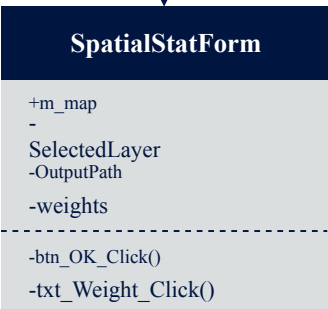 SpatialStatForm
+m_map
-
SelectedLayer
-OutputPath
-weights
-btn_OK_Click()
-txt_Weight_Click()